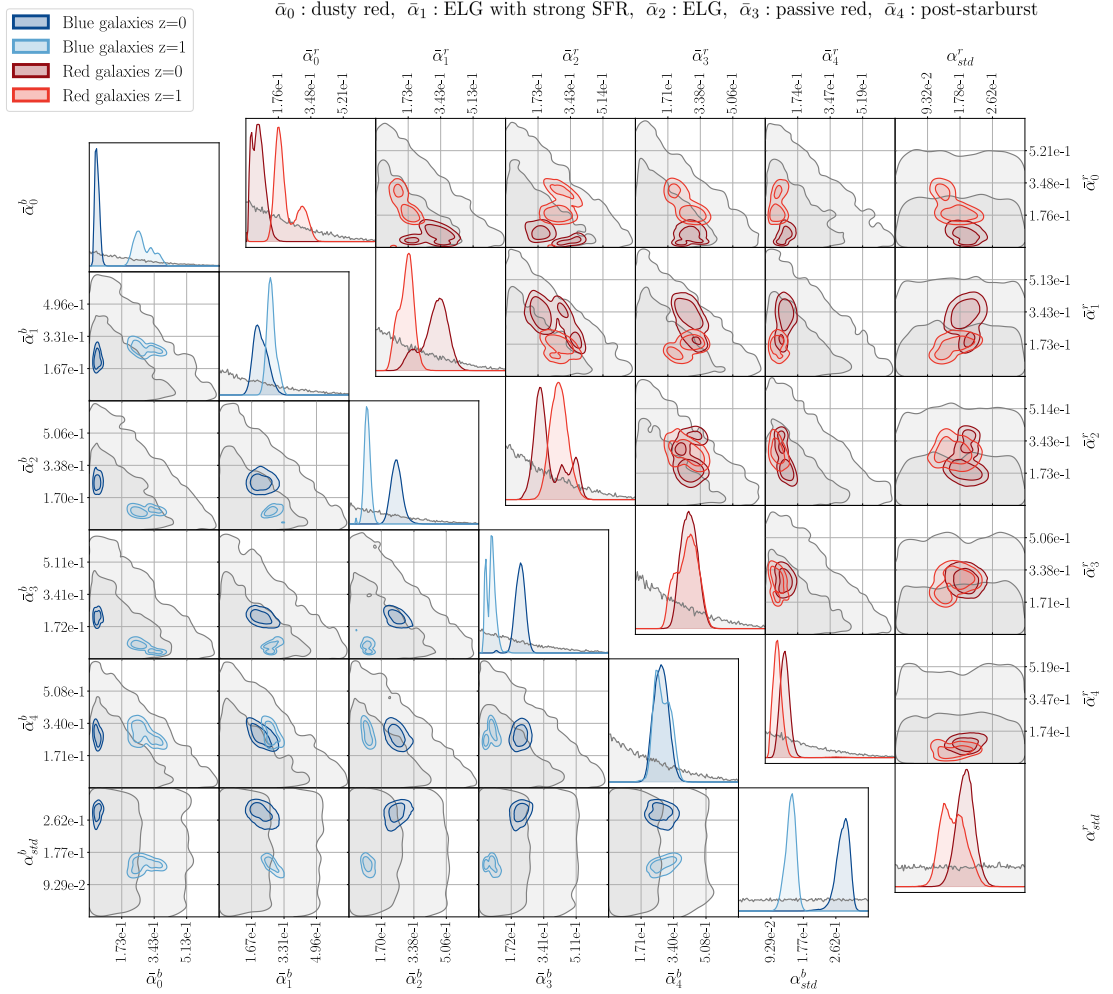 ᾱ₀ : dusty red, ᾱ₁ : ELG with strong SFR, ᾱ₂ : ELG, ᾱ₃ : passive red, ᾱ₄ : post-starburst
Blue galaxies z=0
Blue galaxies z=1
Red galaxies z=0
Red galaxies z=1
ᾱ₀ʳ ᾱ₁ʳ ᾱ₂ʳ ᾱ₃ʳ ᾱ₄ʳ αʳ_std
1.76e-1 3.48e-1 5.21e-1 1.73e-1 3.43e-1 5.13e-1 1.73e-1 3.43e-1 5.14e-1 1.71e-1 3.38e-1 5.06e-1 1.74e-1 3.47e-1 5.19e-1 9.32e-2 1.78e-1 2.62e-1
5.21e-1
3.48e-1 ᾱ₀ʳ
1.76e-1
ᾱ₀ᵇ
5.13e-1
4.96e-1
3.43e-1 ᾱ₁ʳ
ᾱ₁ᵇ 3.31e-1
1.73e-1
1.67e-1
5.14e-1
5.06e-1
3.43e-1 ᾱ₂ʳ
ᾱ₂ᵇ 3.38e-1
1.73e-1
1.70e-1
5.06e-1
5.11e-1
3.38e-1 ᾱ₃ʳ
ᾱ₃ᵇ 3.41e-1
1.71e-1
1.72e-1
5.19e-1
5.08e-1
3.47e-1 ᾱ₄ʳ
ᾱ₄ᵇ 3.40e-1
1.74e-1
1.71e-1
2.62e-1
αʳ_std
αᵇ_std 1.77e-1
9.29e-2
1.73e-1 3.43e-1 5.13e-1 1.67e-1 3.31e-1 4.96e-1 1.70e-1 3.38e-1 5.06e-1 1.72e-1 3.41e-1 5.11e-1 1.71e-1 3.40e-1 5.08e-1 9.29e-2 1.77e-1 2.62e-1
ᾱ₀ᵇ ᾱ₁ᵇ ᾱ₂ᵇ ᾱ₃ᵇ ᾱ₄ᵇ αᵇ_std